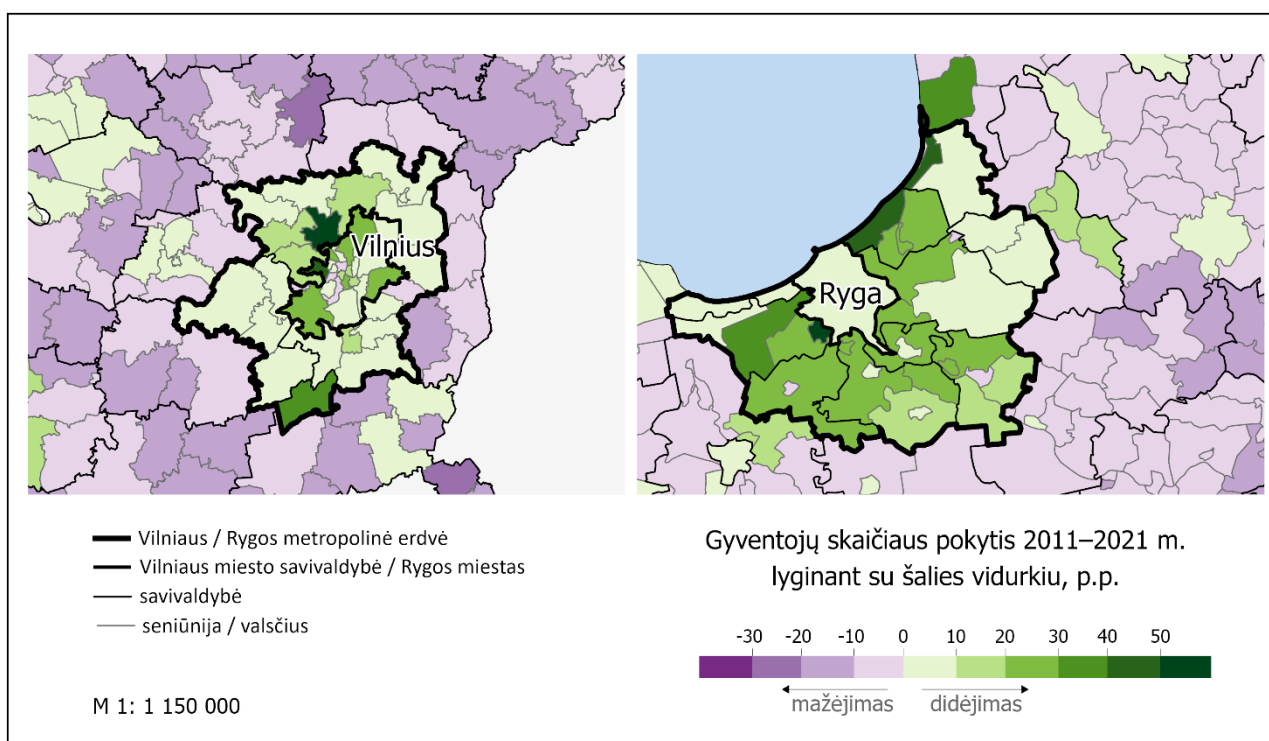 Vilnius
Ryga
Vilniaus / Rygos metropolinė erdvė
Vilniaus miesto savivaldybė / Rygos miestas
savivaldybė
seniūnija / valsčius
M 1: 1 150 000
Gyventojų skaičiaus pokytis 2011–2021 m.
lyginant su šalies vidurkiu, p.p.
-30 -20 -10 0 10 20 30 40 50
mažėjimas didėjimas